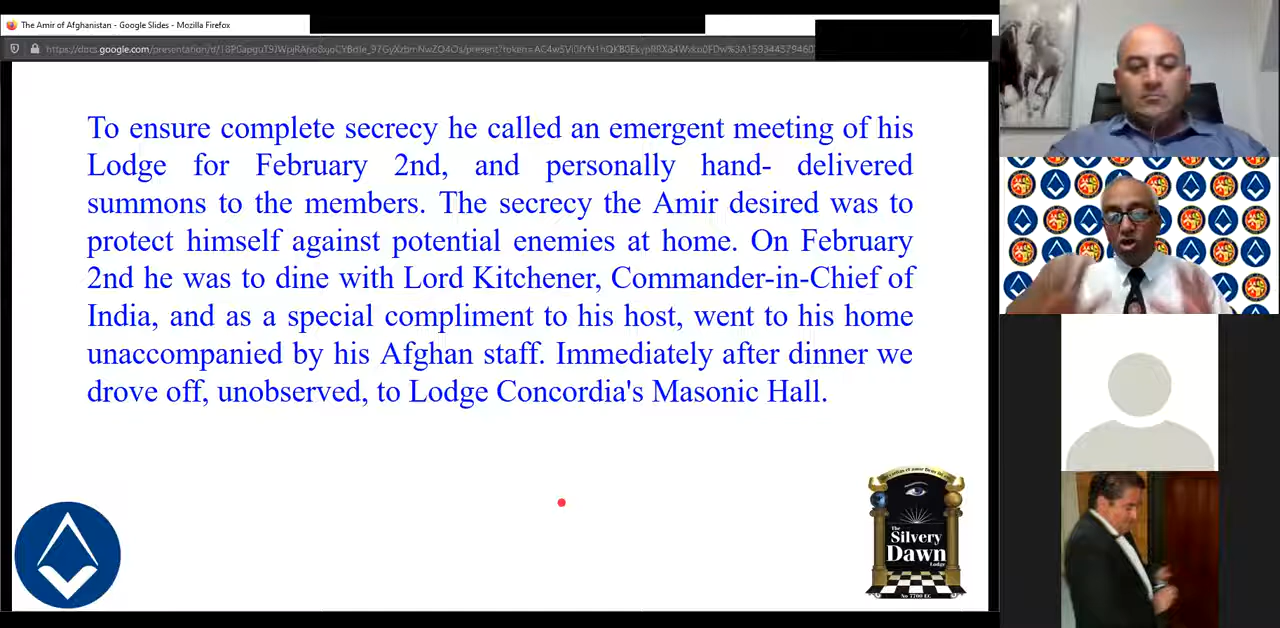 The Amir of Afghanistan - Google Slides - Mozilla Firefox
To ensure complete secrecy he called an emergent meeting of his
Lodge for February 2nd, and personally hand- delivered
summons to the members. The secrecy the Amir desired was to
protect himself against potential enemies at home. On February
2nd he was to dine with Lord Kitchener, Commander-in-Chief of
India, and as a special compliment to his host, went to his home
unaccompanied by his Afghan staff. Immediately after dinner we
drove off, unobserved, to Lodge Concordia's Masonic Hall.
The
Silvery
Dawn
Lodge
No 7700 EC